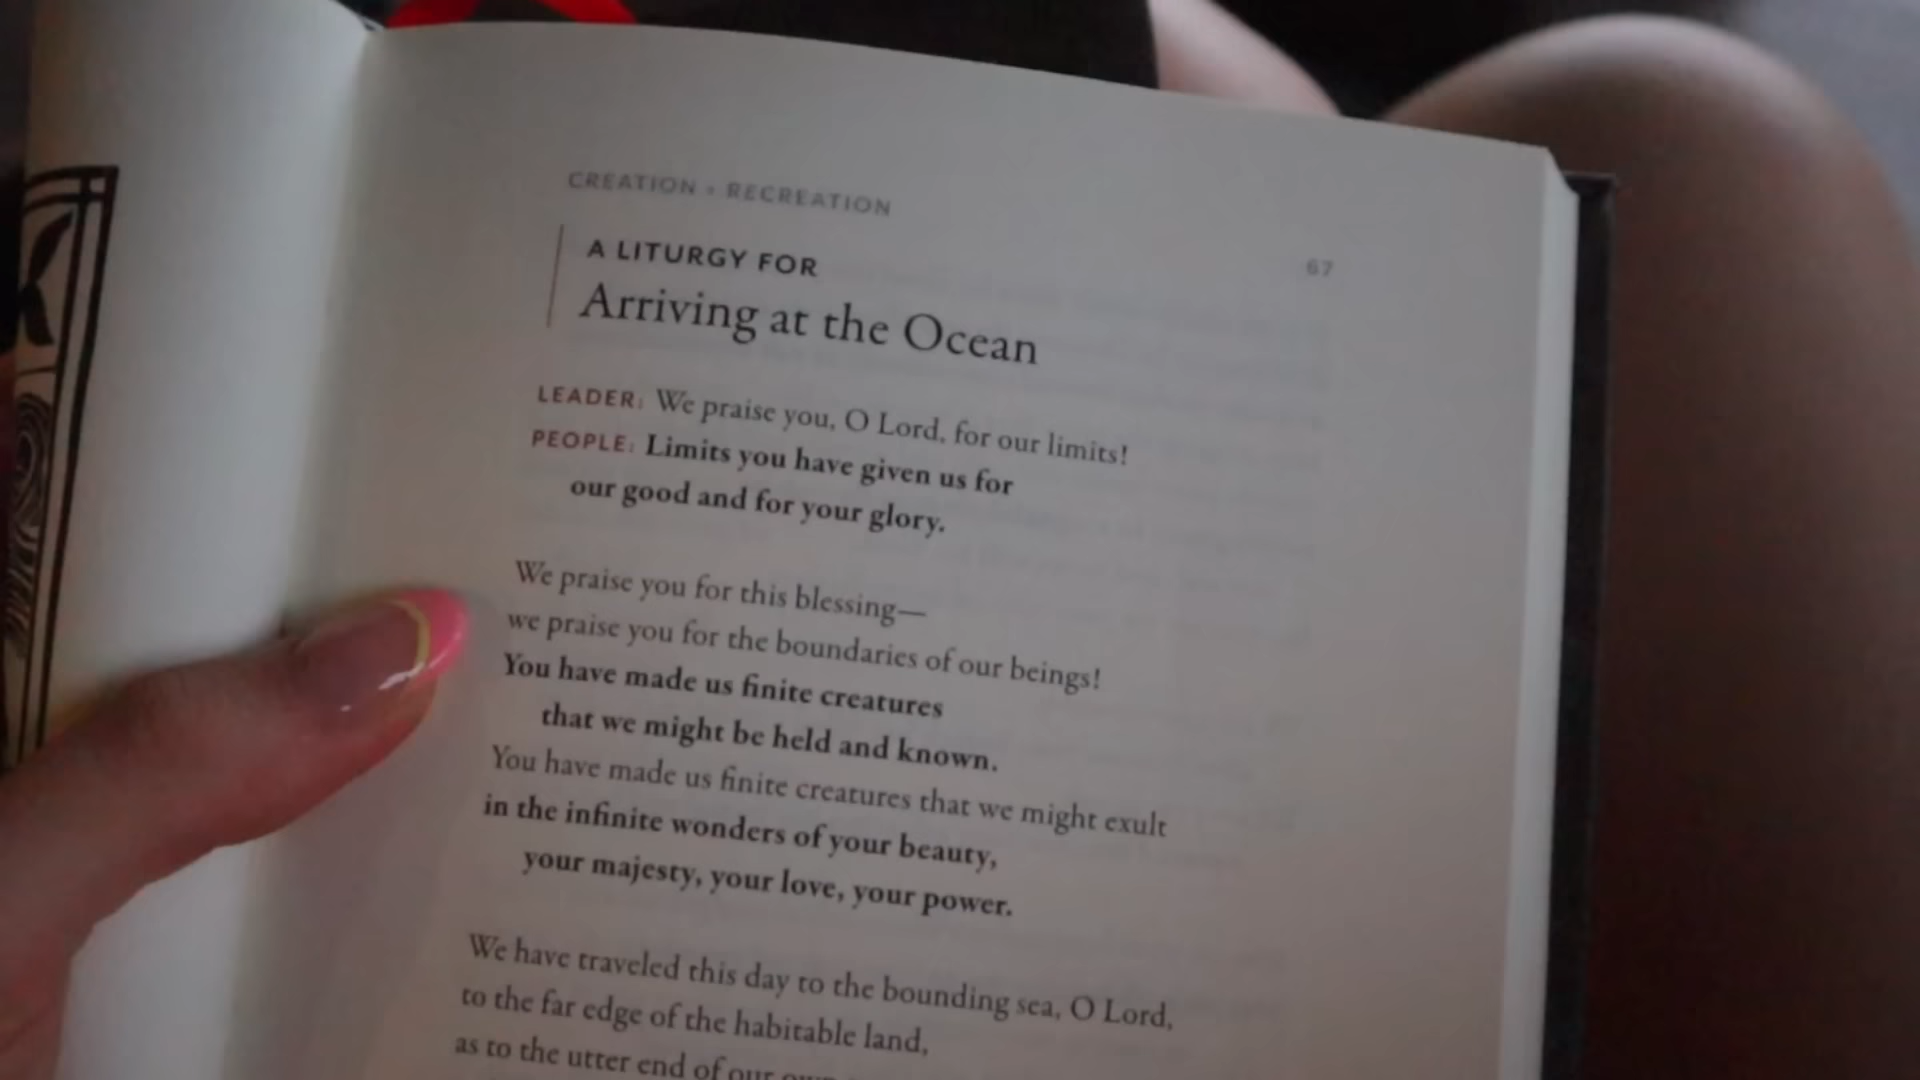 CREATION + RECREATION
67
A LITURGY FOR
Arriving at the Ocean
LEADER: We praise you, O Lord, for our limits!
PEOPLE: Limits you have given us for
our good and for your glory.
We praise you for this blessing—
we praise you for the boundaries of our beings!
You have made us finite creatures
that we might be held and known.
You have made us finite creatures that we might exult
in the infinite wonders of your beauty,
your majesty, your love, your power.
We have traveled this day to the bounding sea, O Lord,
to the far edge of the habitable land,
as to the utter end of our